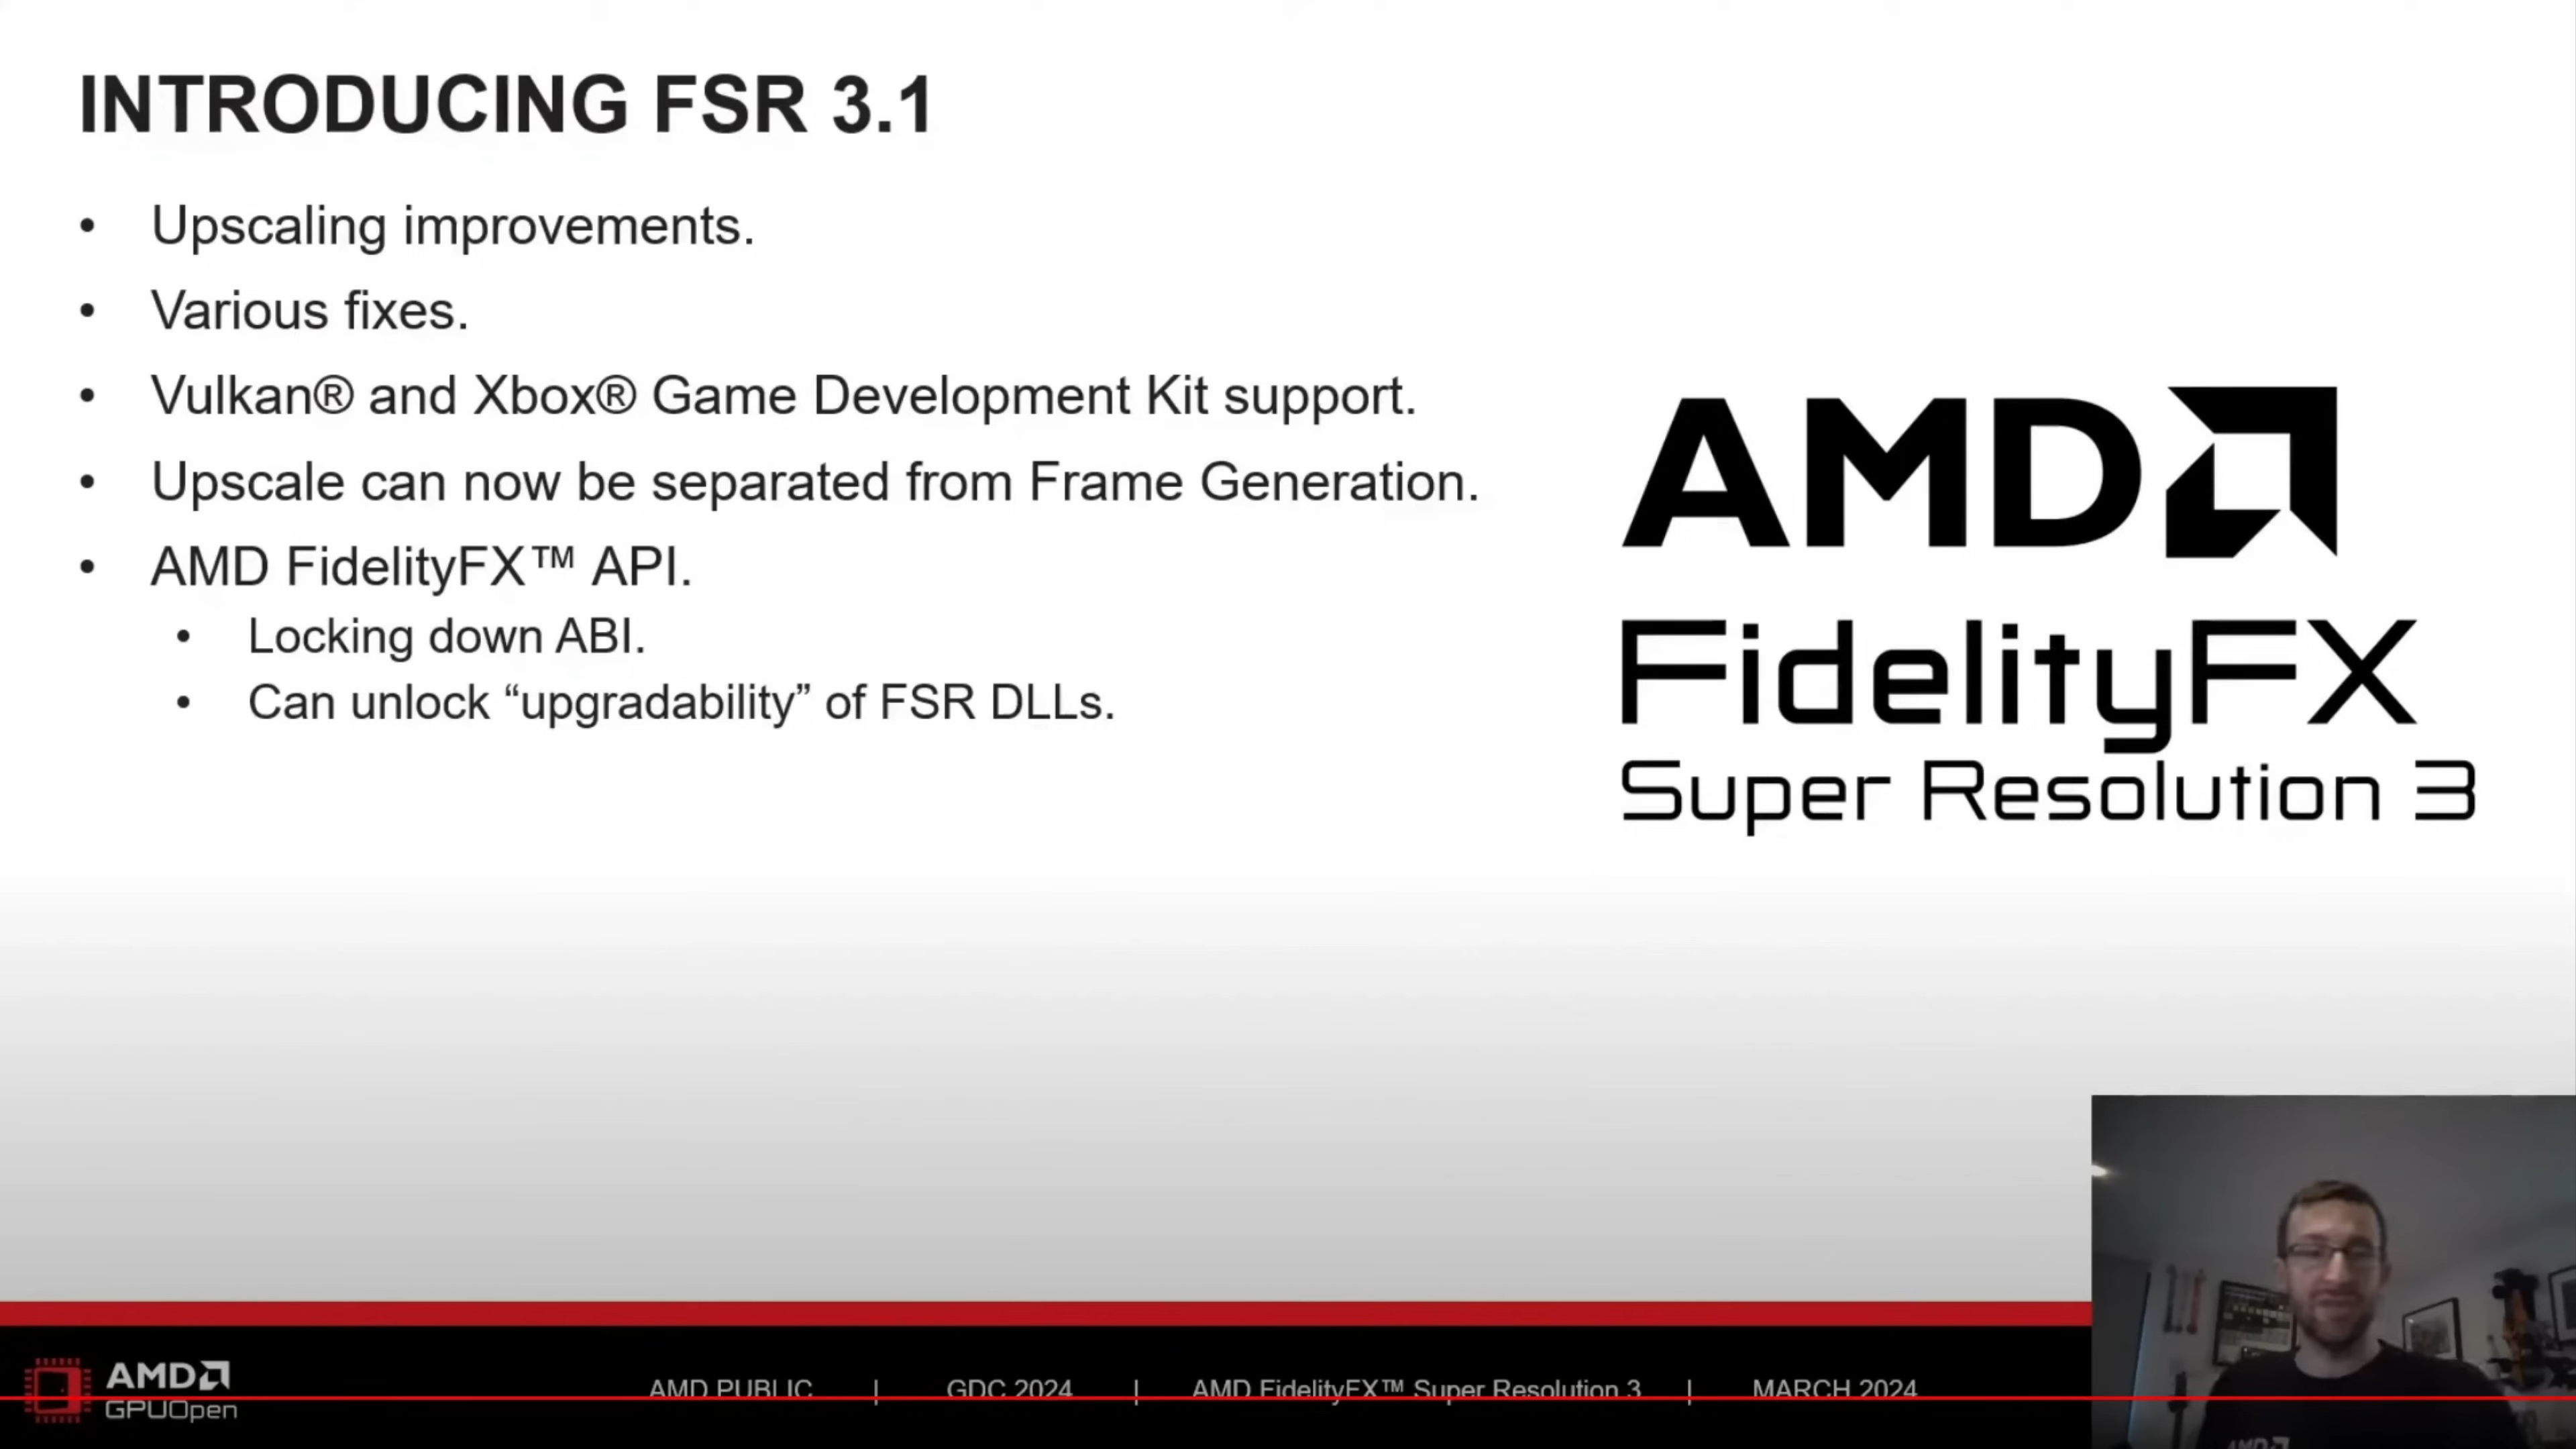 INTRODUCING FSR 3.1
• Upscaling improvements.
• Various fixes.
• Vulkan® and Xbox® Game Development Kit support.
• Upscale can now be separated from Frame Generation.
• AMD FidelityFX™ API.
• Locking down ABI.
• Can unlock “upgradability” of FSR DLLs.
AMD
FidelityFX
Super Resolution 3
AMD
GPUOpen
AMD PUBLIC | GDC 2024 | AMD FidelityFX™ Super Resolution 3 | MARCH 2024
AMD